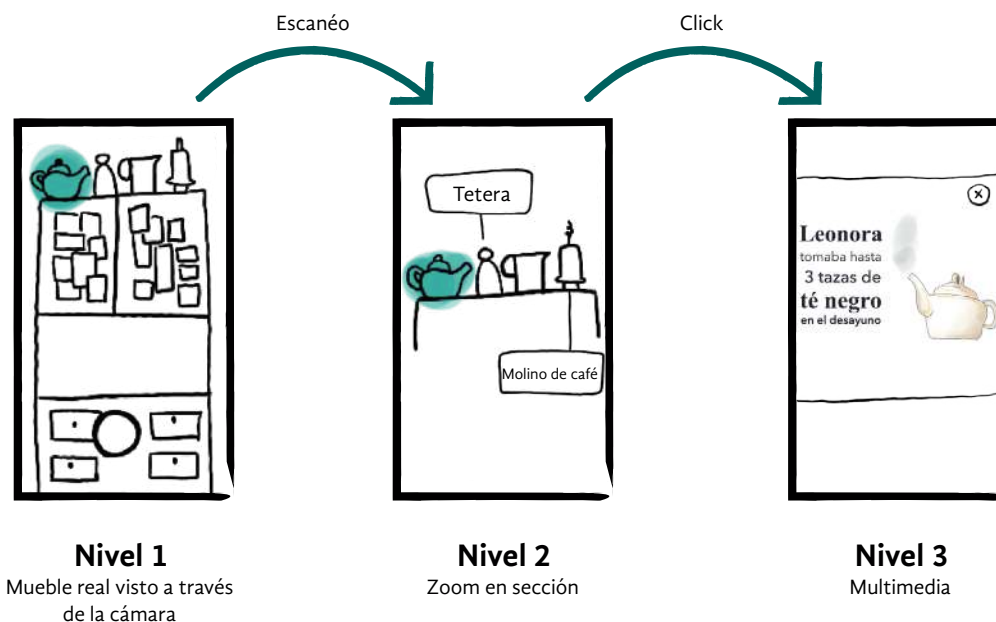 Escanéo
Click
Tetera
Molino de café
Leonora
tomaba hasta
3 tazas de
té negro
en el desayuno
Nivel 1
Mueble real visto a través
de la cámara
Nivel 2
Zoom en sección
Nivel 3
Multimedia